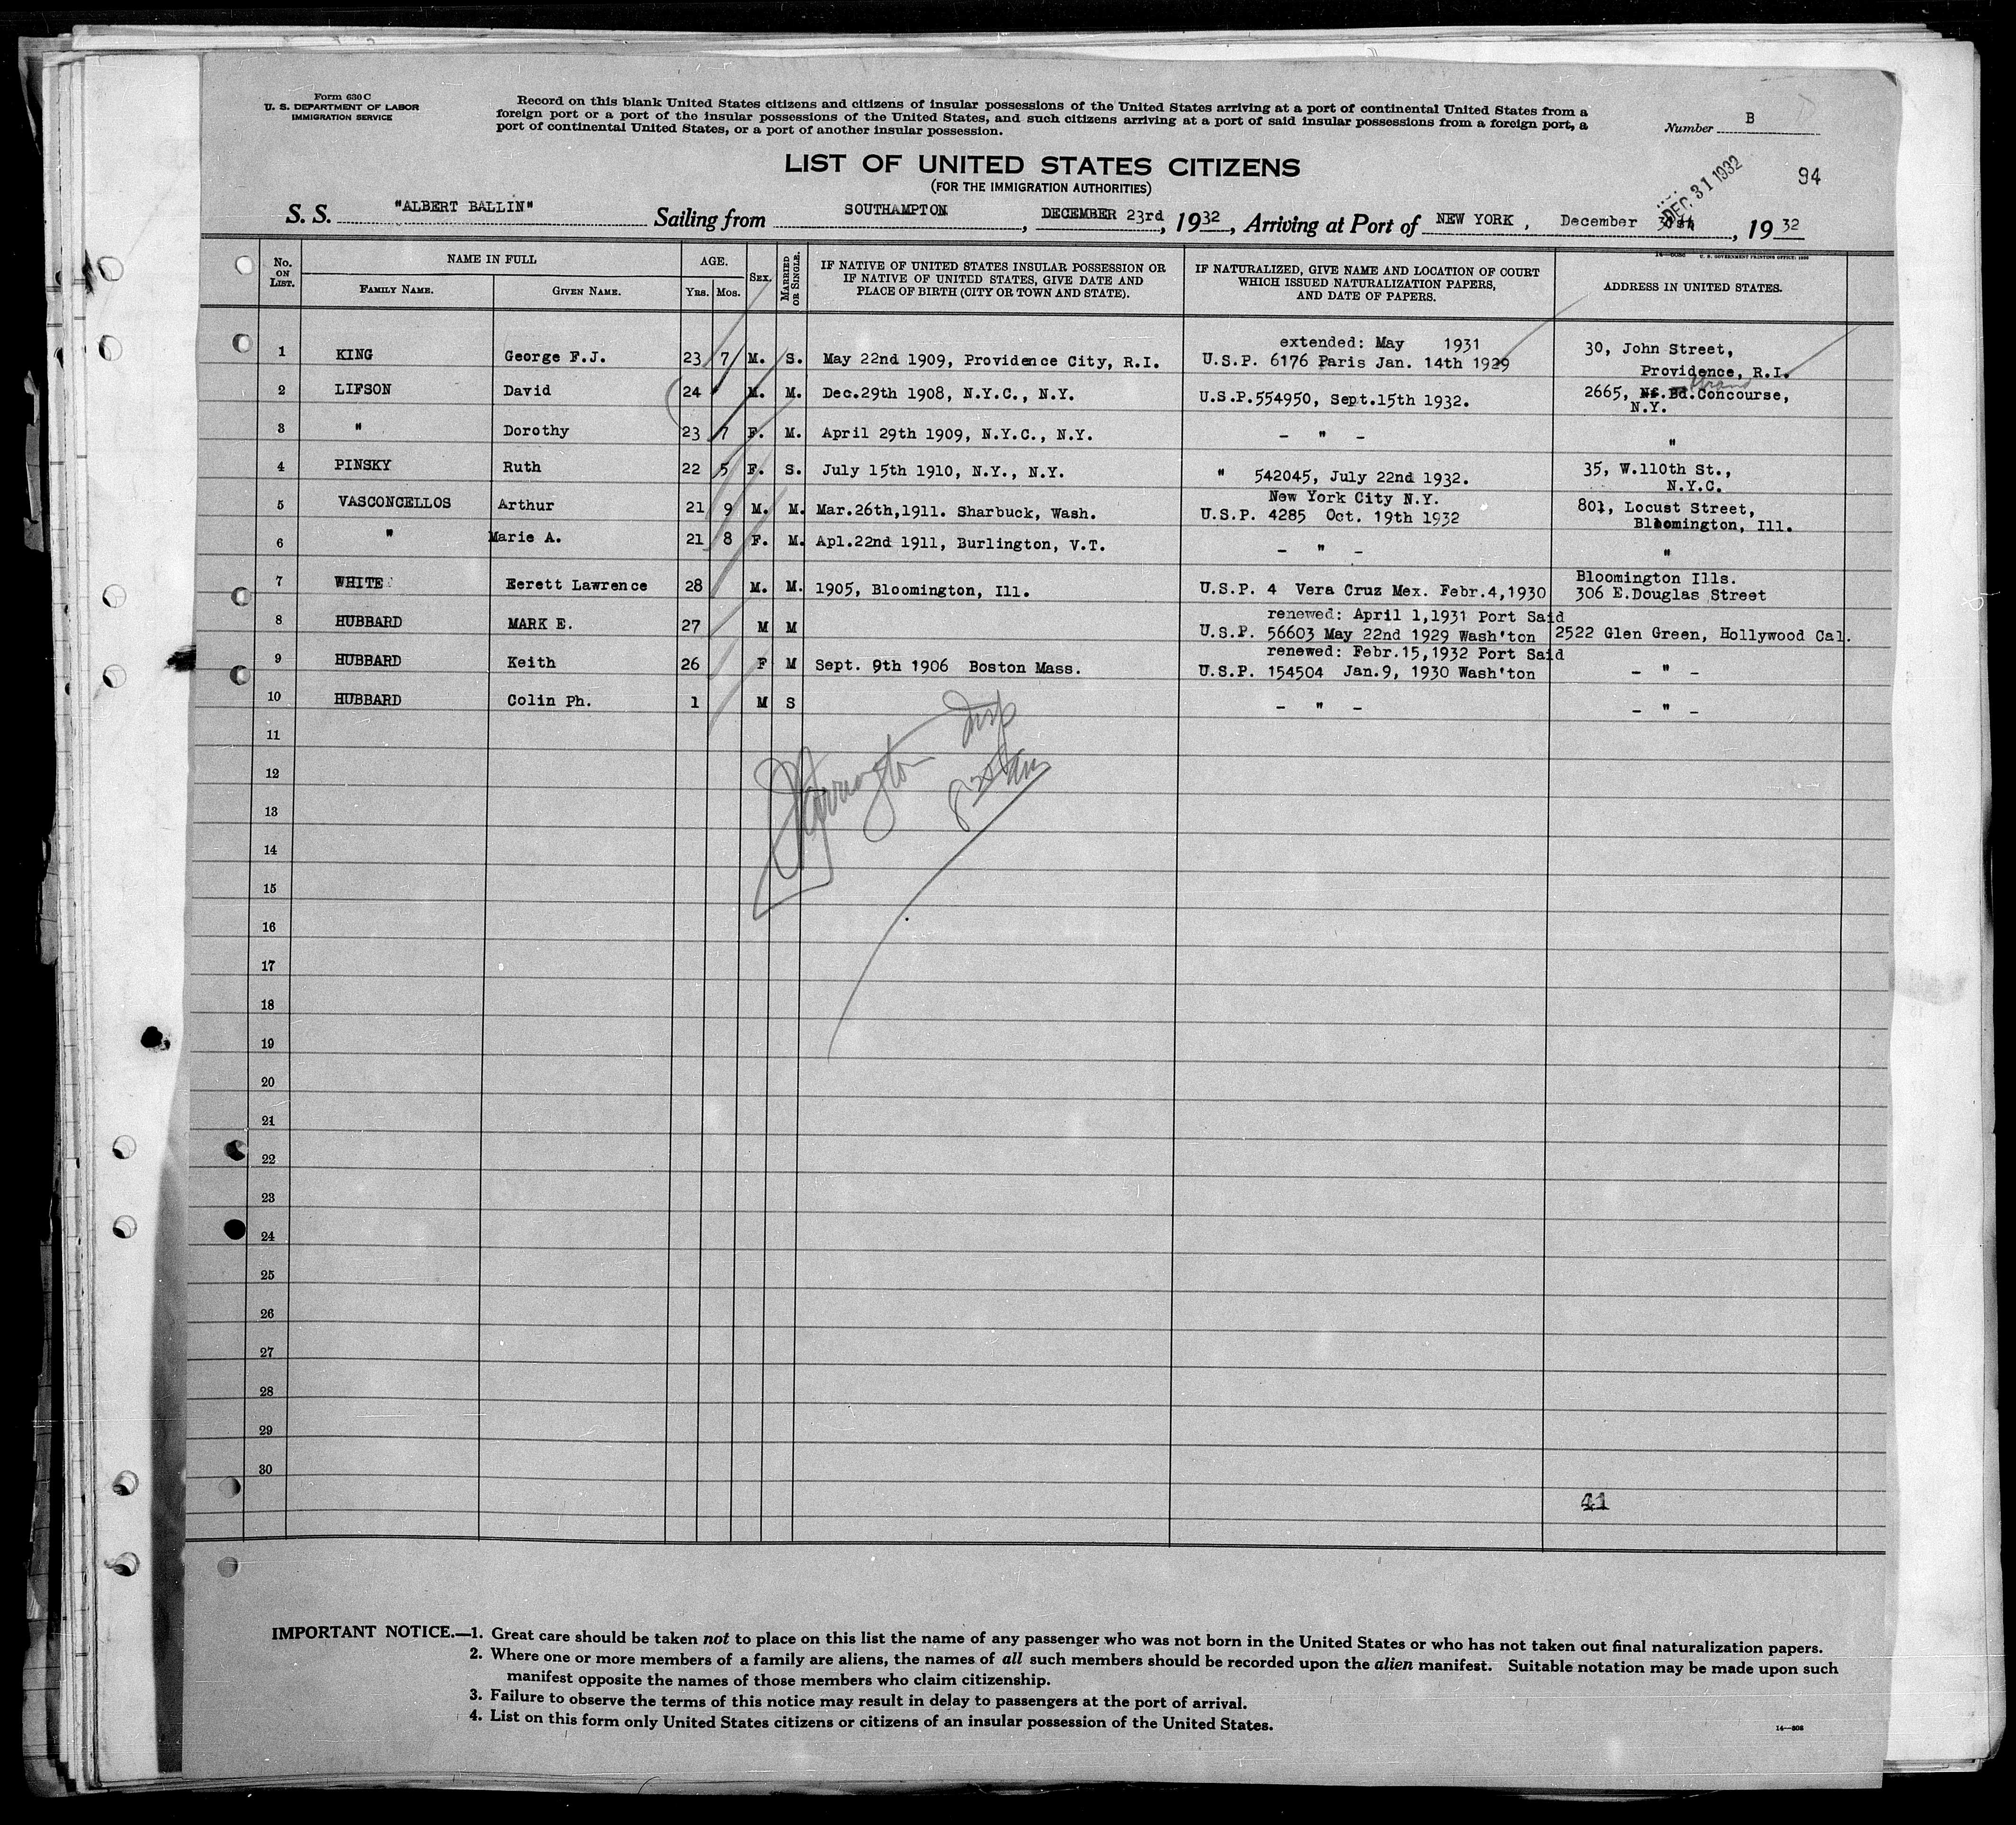 Form 630 C
U. S. DEPARTMENT OF LABOR
IMMIGRATION SERVICE
Record on this blank United States citizens and citizens of insular possessions of the United States arriving at a port of continental United States from a
foreign port or a port of the insular possessions of the United States, and such citizens arriving at a port of said insular possessions from a foreign port, a
port of continental United States, or a port of another insular possession.
Number B
LIST OF UNITED STATES CITIZENS
(FOR THE IMMIGRATION AUTHORITIES)
DEC. 31 1932
94
S. S. "ALBERT BALLIN" Sailing from SOUTHAMPTON, DECEMBER 23rd, 1932, Arriving at Port of NEW YORK, December , 1932
U. S. GOVERNMENT PRINTING OFFICE:
No. ON LIST. NAME IN FULL FAMILY NAME. GIVEN NAME. AGE. Yrs. Mos. SEX. MARRIED OR SINGLE. IF NATIVE OF UNITED STATES INSULAR POSSESSION OR IF NATIVE OF UNITED STATES, GIVE DATE AND PLACE OF BIRTH (CITY OR TOWN AND STATE). IF NATURALIZED, GIVE NAME AND LOCATION OF COURT WHICH ISSUED NATURALIZATION PAPERS, AND DATE OF PAPERS. ADDRESS IN UNITED STATES.
extended: May 1931
1 KING George F.J. 23 7 M. S. May 22nd 1909, Providence City, R.I. U.S.P. 6176 Paris Jan. 14th 1929 30, John Street,
Providence, R.I.
2 LIFSON David 24 M. M. Dec.29th 1908, N.Y.C., N.Y. U.S.P.554950, Sept.15th 1932. 2665, Grand Concourse,
N.Y.
3 " Dorothy 23 7 F. M. April 29th 1909, N.Y.C., N.Y. - " - "
4 PINSKY Ruth 22 5 F. S. July 15th 1910, N.Y., N.Y. " 542045, July 22nd 1932. 35, W.110th St.,
N.Y.C.
New York City N.Y.
5 VASCONCELLOS Arthur 21 9 M. M. Mar.26th,1911. Sharbuck, Wash. U.S.P. 4285 Oct. 19th 1932 801, Locust Street,
Bloomington, Ill.
6 " Marie A. 21 8 F. M. Apl.22nd 1911, Burlington, V.T. - " - "
Bloomington Ills.
7 WHITE Eerett Lawrence 28 M. M. 1905, Bloomington, Ill. U.S.P. 4 Vera Cruz Mex. Febr.4,1930 306 E.Douglas Street
renewed: April 1,1931 Port Said
8 HUBBARD MARK E. 27 M M U.S.P. 56603 May 22nd 1929 Wash'ton 2522 Glen Green, Hollywood Cal.
renewed: Febr.15,1932 Port Said
9 HUBBARD Keith 26 F M Sept. 9th 1906 Boston Mass. U.S.P. 154504 Jan.9, 1930 Wash'ton - " -
10 HUBBARD Colin Ph. 1 M S - " - - " -
11
Harrington Insp
12
13
14
15
16
17
18
19
20
21
22
23
24
25
26
27
28
29
30
41
IMPORTANT NOTICE.—1. Great care should be taken not to place on this list the name of any passenger who was not born in the United States or who has not taken out final naturalization papers.
2. Where one or more members of a family are aliens, the names of all such members should be recorded upon the alien manifest. Suitable notation may be made upon such
manifest opposite the names of those members who claim citizenship.
3. Failure to observe the terms of this notice may result in delay to passengers at the port of arrival.
4. List on this form only United States citizens or citizens of an insular possession of the United States.